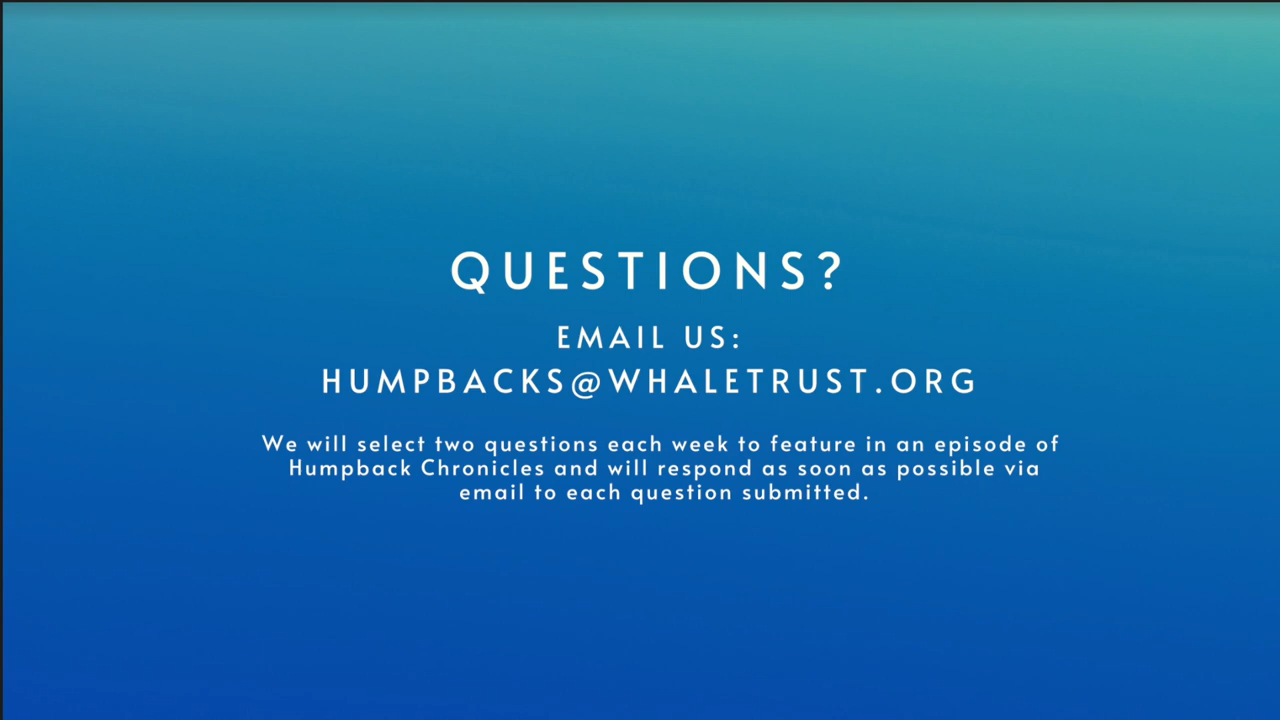 QUESTIONS?
EMAIL US:
HUMPBACKS@WHALETRUST.ORG
We will select two questions each week to feature in an episode of
Humpback Chronicles and will respond as soon as possible via
email to each question submitted.